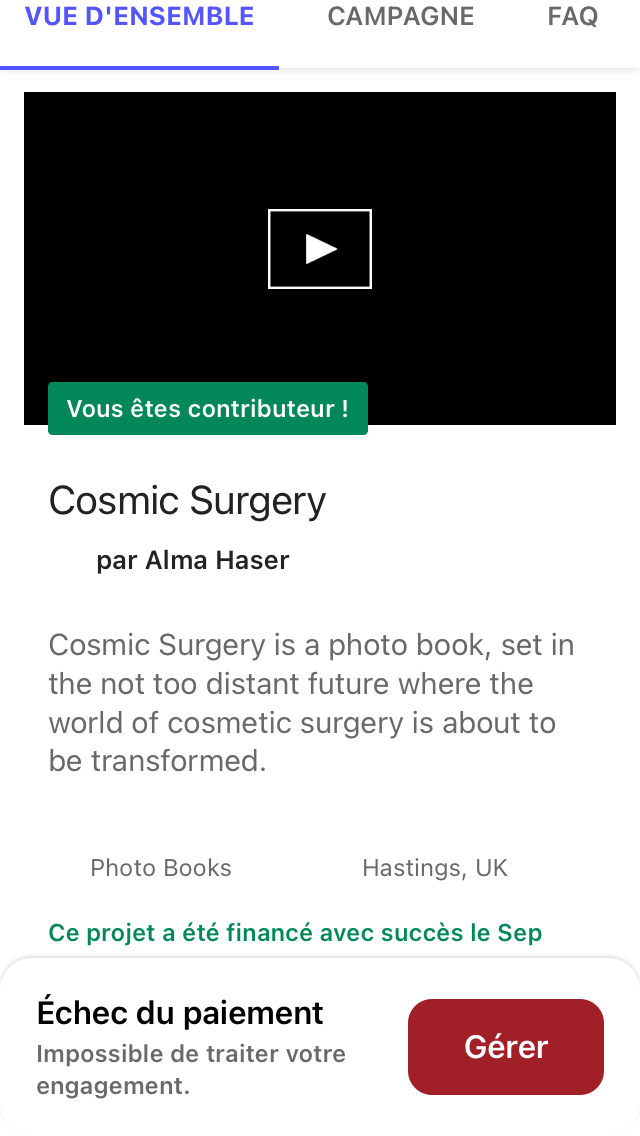 VUE D'ENSEMBLE CAMPAGNE FAQ
Vous êtes contributeur !
Cosmic Surgery
par Alma Haser
Cosmic Surgery is a photo book, set in
the not too distant future where the
world of cosmetic surgery is about to
be transformed.
Photo Books Hastings, UK
Ce projet a été financé avec succès le Sep
Échec du paiement
Impossible de traiter votre
engagement.
Gérer